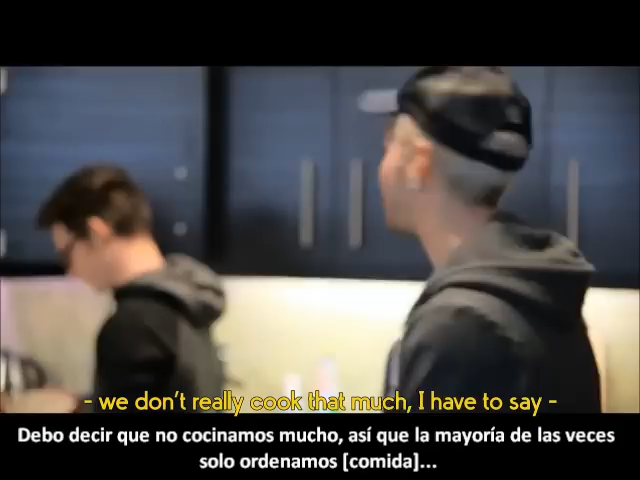 - we don't really cook that much, I have to say -
Debo decir que no cocinamos mucho, así que la mayoría de las veces
solo ordenamos [comida]...